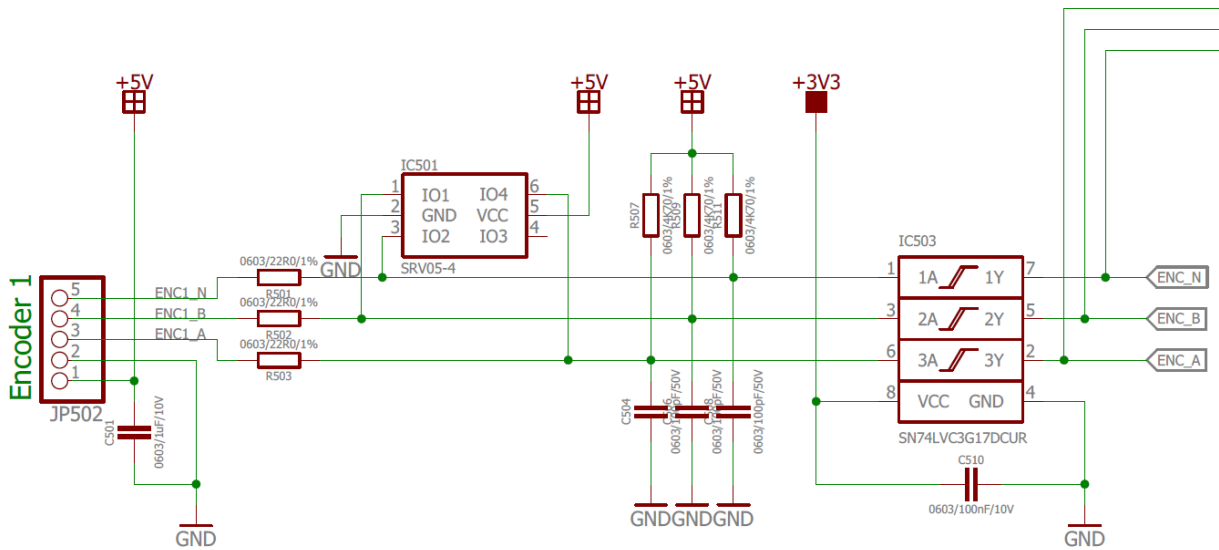 +5V
+5V
+5V
+3V3
IC501
1 IO1 IO4 6
2 GND VCC 5
3 IO2 IO3 4
SRV05-4
GND
R507
0603/4K70/1%
R509
0603/4K70/1%
R511
0603/4K70/1%
IC503
1 1A 1Y 7
3 2A 2Y 5
6 3A 3Y 2
8 VCC GND 4
SN74LVC3G17DCUR
ENC_N
ENC_B
ENC_A
Encoder 1
5
4
3
2
1
JP502
ENC1_N
ENC1_B
ENC1_A
0603/22R0/1%
R501
0603/22R0/1%
R502
0603/22R0/1%
R503
C501
0603/1uF/10V
C504
0603/100pF/50V
GND
GND
GND
GND
C510
0603/100nF/10V
GND